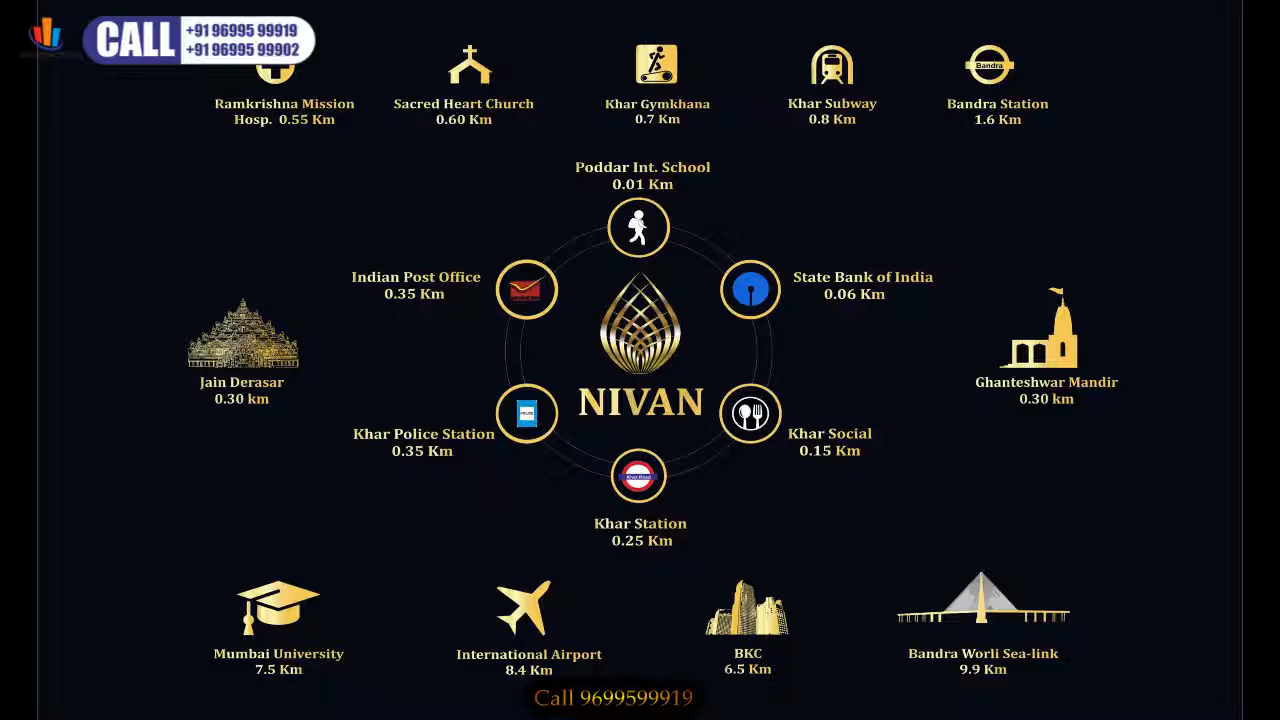 CALL
+91 96995 99919
+91 96995 99902
Ramkrishna Mission
Hosp. 0.55 Km
Sacred Heart Church
0.60 Km
Khar Gymkhana
0.7 Km
Khar Subway
0.8 Km
Bandra
Bandra Station
1.6 Km
Poddar Int. School
0.01 Km
Indian Post Office
0.35 Km
State Bank of India
0.06 Km
Jain Derasar
0.30 km
NIVAN
Ghanteshwar Mandir
0.30 km
Khar Police Station
0.35 Km
POLICE
Khar Social
0.15 Km
Khar Road
Khar Station
0.25 Km
Mumbai University
7.5 Km
International Airport
8.4 Km
BKC
6.5 Km
Bandra Worli Sea-link
9.9 Km
Call 9699599919